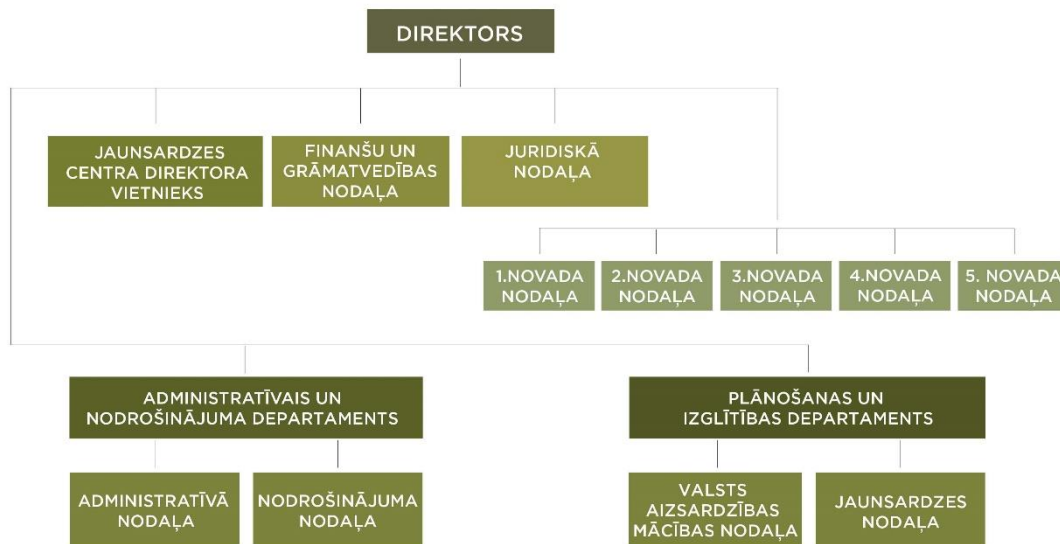 DIREKTORS
JAUNSARDZES
CENTRA DIREKTORA
VIETNIEKS
FINANŠU UN
GRĀMATVEDĪBAS
NODAĻA
JURIDISKĀ
NODAĻA
1.NOVADA
NODAĻA
2.NOVADA
NODAĻA
3.NOVADA
NODAĻA
4.NOVADA
NODAĻA
5. NOVADA
NODAĻA
ADMINISTRATĪVAIS UN
NODROŠINĀJUMA DEPARTAMENTS
PLĀNOŠANAS UN
IZGLĪTĪBAS DEPARTAMENTS
ADMINISTRATĪVĀ
NODAĻA
NODROŠINĀJUMA
NODAĻA
VALSTS
AIZSARDZĪBAS
MĀCĪBAS NODAĻA
JAUNSARDZES
NODAĻA